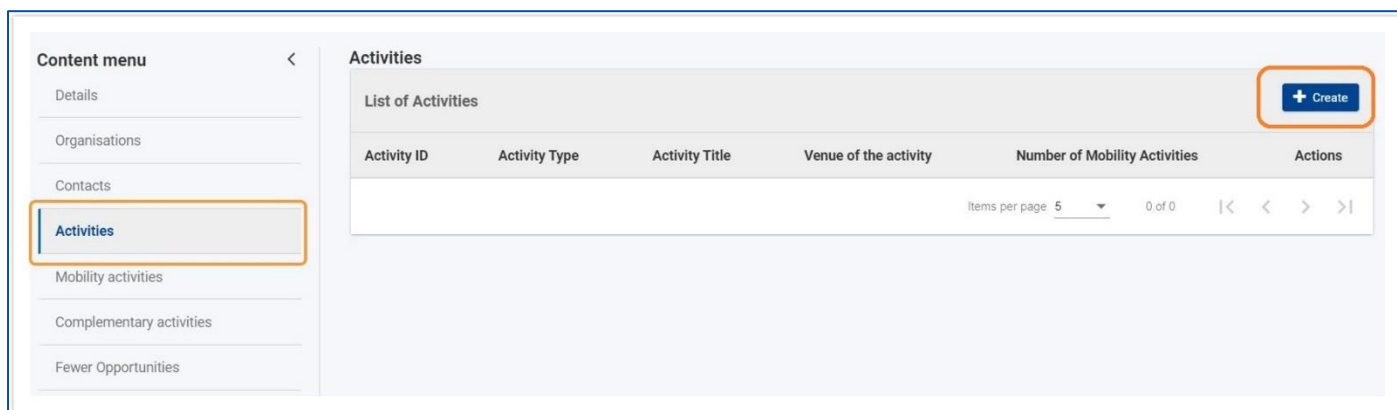 Content menu
Details
Organisations
Contacts
Activities
Mobility activities
Complementary activities
Fewer Opportunities
Activities
List of Activities
Create
Activity ID Activity Type Activity Title Venue of the activity Number of Mobility Activities Actions
Items per page 5 0 of 0